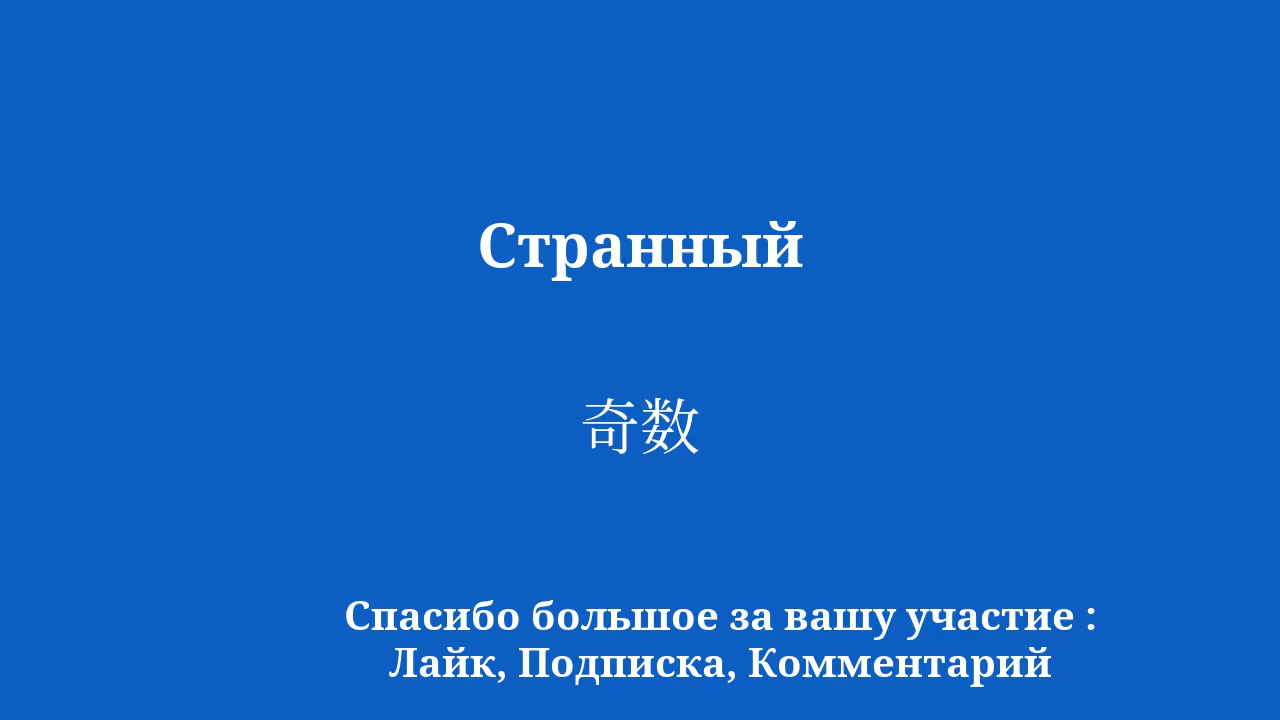 Странный
奇数
Спасибо большое за вашу участие :
Лайк, Подписка, Комментарий